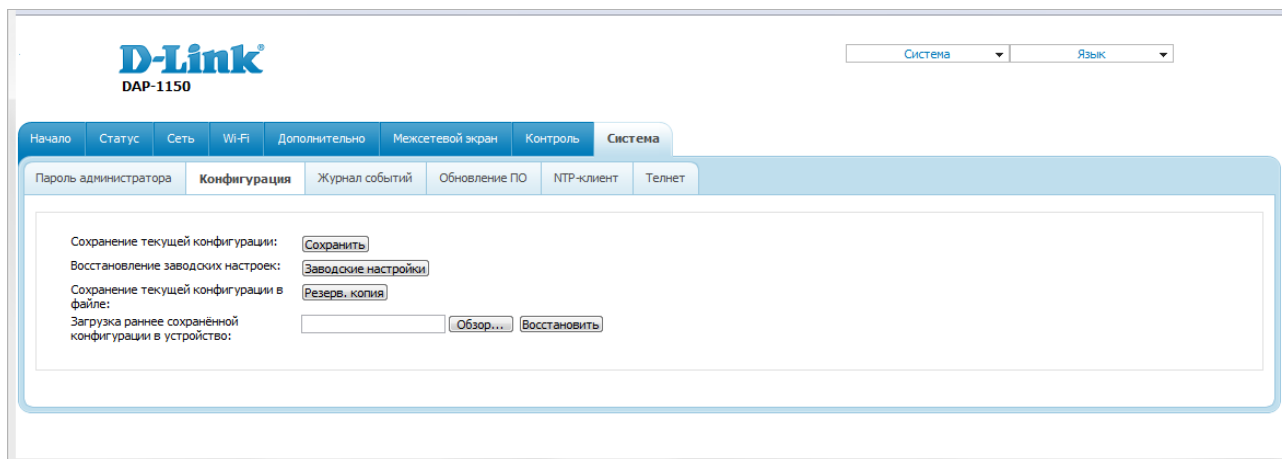 D-Link®
DAP-1150
Система Язык
Начало Статус Сеть Wi-Fi Дополнительно Межсетевой экран Контроль Система
Пароль администратора Конфигурация Журнал событий Обновление ПО NTP-клиент Телнет
Сохранение текущей конфигурации: Сохранить
Восстановление заводских настроек: Заводские настройки
Сохранение текущей конфигурации в
файле:
Резерв. копия
Загрузка раннее сохранённой
конфигурации в устройство:
Обзор... Восстановить